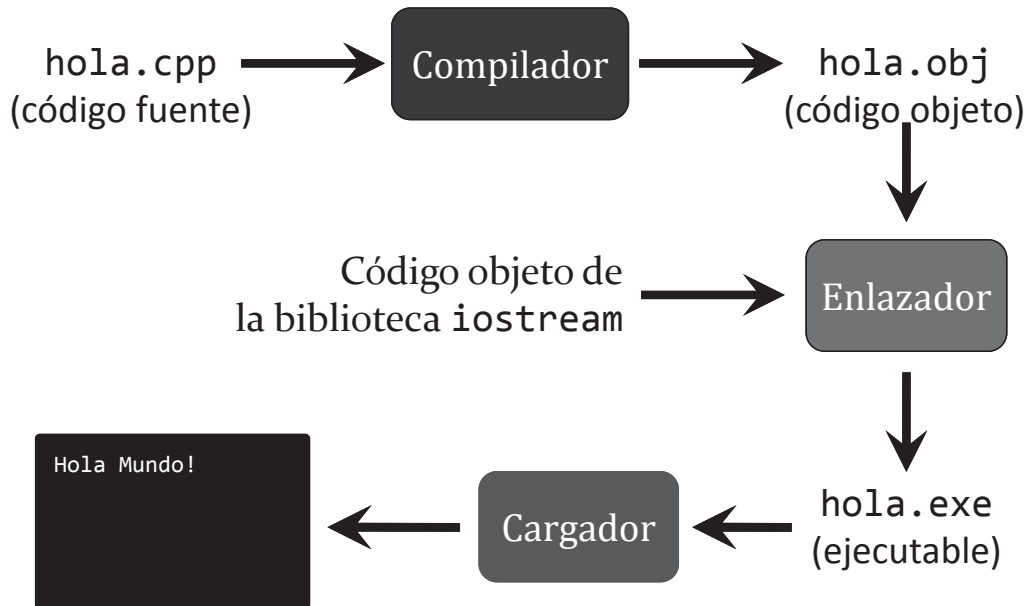 hola.cpp
(código fuente)
Compilador
hola.obj
(código objeto)
Código objeto de
la biblioteca iostream
Enlazador
hola.exe
(ejecutable)
Cargador
Hola Mundo!